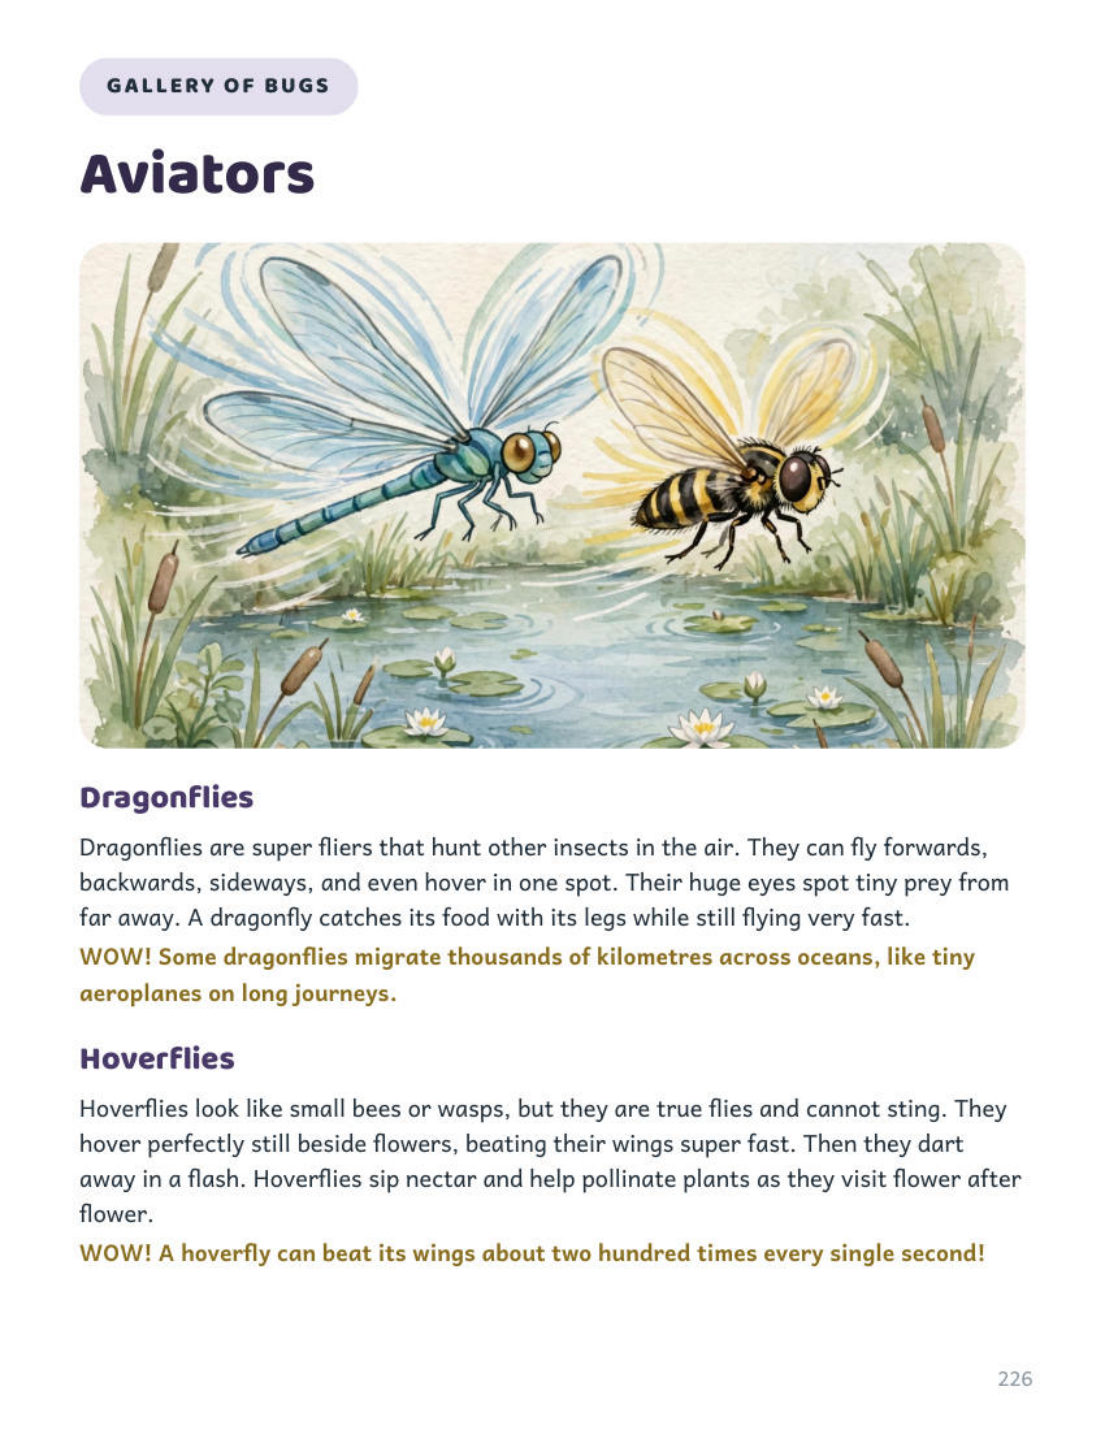 GALLERY OF BUGS
Aviators
Dragonflies
Dragonflies are super fliers that hunt other insects in the air. They can fly forwards,
backwards, sideways, and even hover in one spot. Their huge eyes spot tiny prey from
far away. A dragonfly catches its food with its legs while still flying very fast.
WOW! Some dragonflies migrate thousands of kilometres across oceans, like tiny
aeroplanes on long journeys.
Hoverflies
Hoverflies look like small bees or wasps, but they are true flies and cannot sting. They
hover perfectly still beside flowers, beating their wings super fast. Then they dart
away in a flash. Hoverflies sip nectar and help pollinate plants as they visit flower after
flower.
WOW! A hoverfly can beat its wings about two hundred times every single second!
226